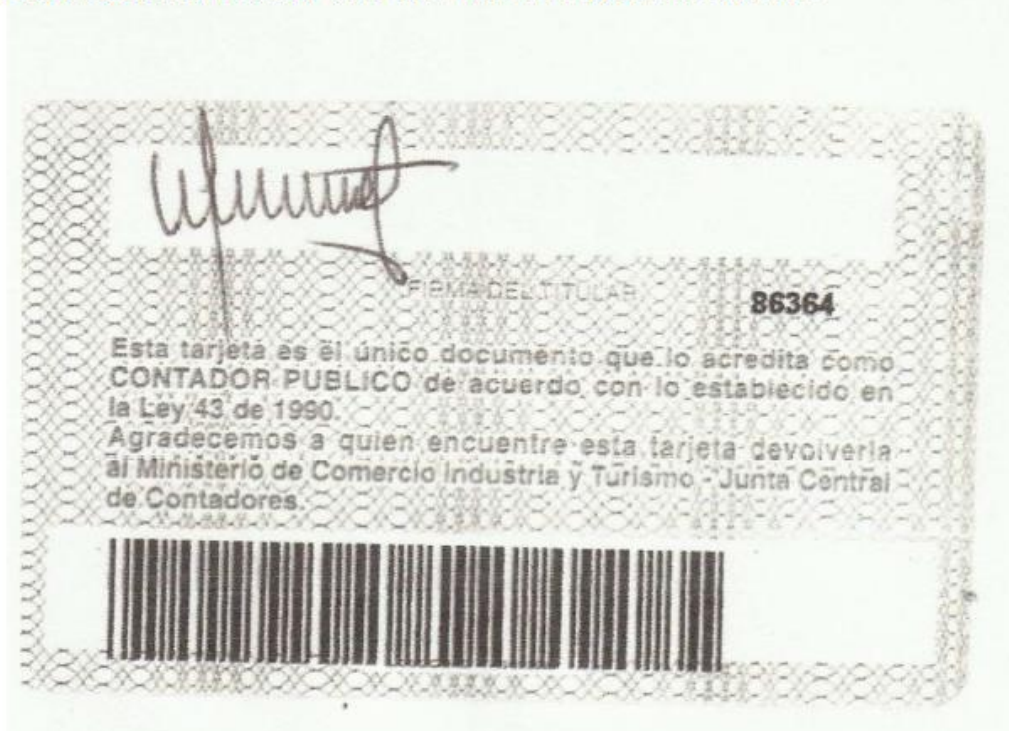 FIRMA DEL TITULAR
86364
Esta tarjeta es el único documento que lo acredita como
CONTADOR PUBLICO de acuerdo con lo establecido en
la Ley 43 de 1990.
Agradecemos a quien encuentre esta tarjeta devolverla
al Ministerio de Comercio Industria y Turismo - Junta Central
de Contadores.